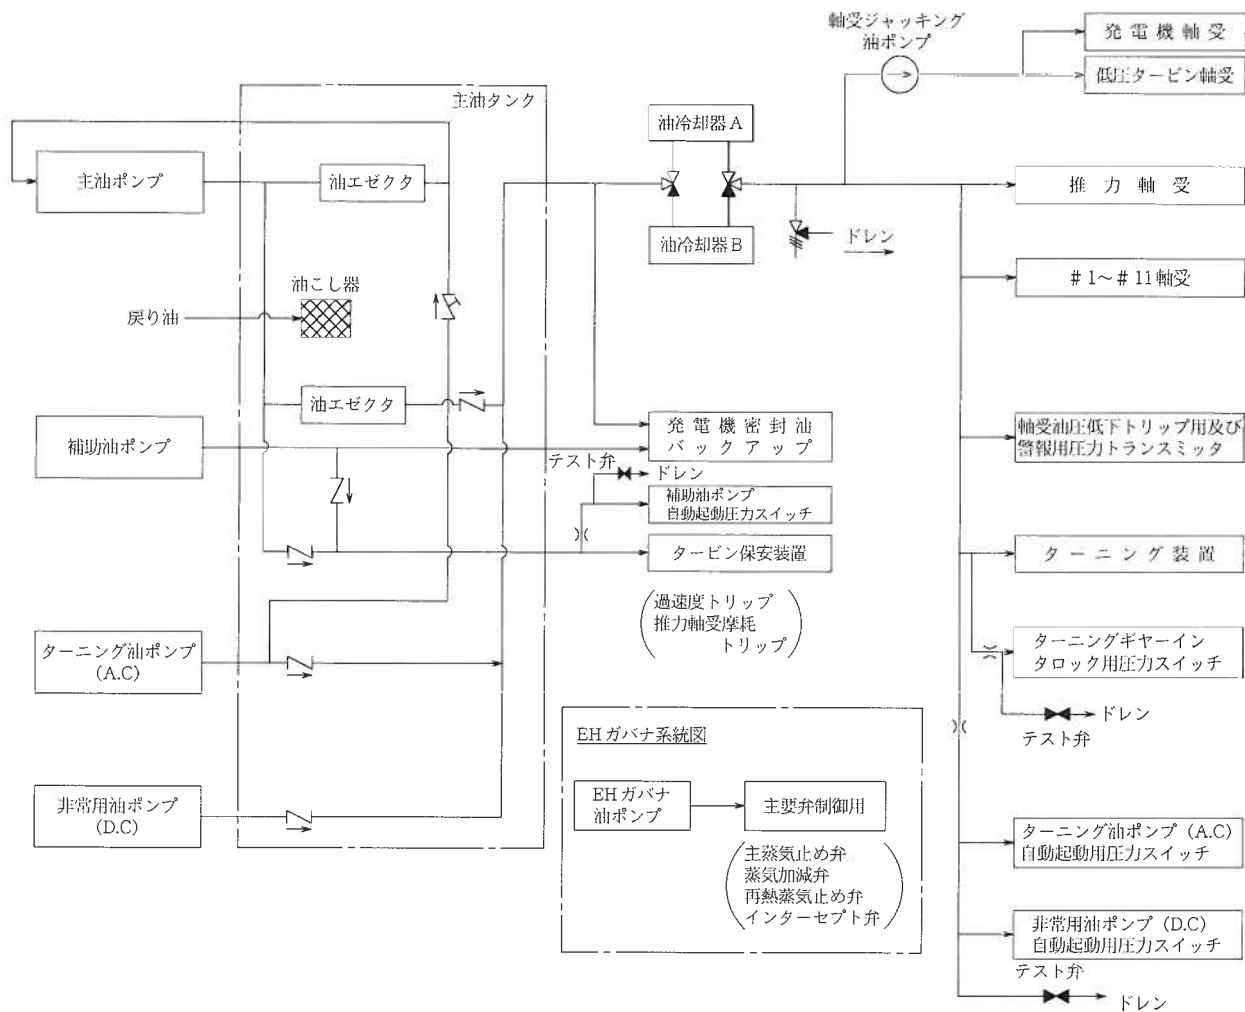 軸受ジャッキング
油ポンプ
発電機軸受
低圧タービン軸受
主油タンク
油冷却器A
主油ポンプ
油エゼクタ
推力軸受
油冷却器B
ドレン
#1～#11軸受
油こし器
戻り油
油エゼクタ
補助油ポンプ
発電機密封油
バックアップ
軸受油圧低下トリップ用及び
警報用圧力トランスミッタ
テスト弁
ドレン
補助油ポンプ
自動起動圧力スイッチ
タービン保安装置
ターニング装置
過速度トリップ
推力軸受摩耗
トリップ
ターニング油ポンプ
(A.C)
ターニングギヤーイン
タロック用圧力スイッチ
ドレン
テスト弁
EHガバナ系統図
EHガバナ
油ポンプ
主要弁制御用
非常用油ポンプ
(D.C)
主蒸気止め弁
蒸気加減弁
再熱蒸気止め弁
インターセプト弁
ターニング油ポンプ(A.C)
自動起動用圧力スイッチ
非常用油ポンプ(D.C)
自動起動用圧力スイッチ
テスト弁
ドレン